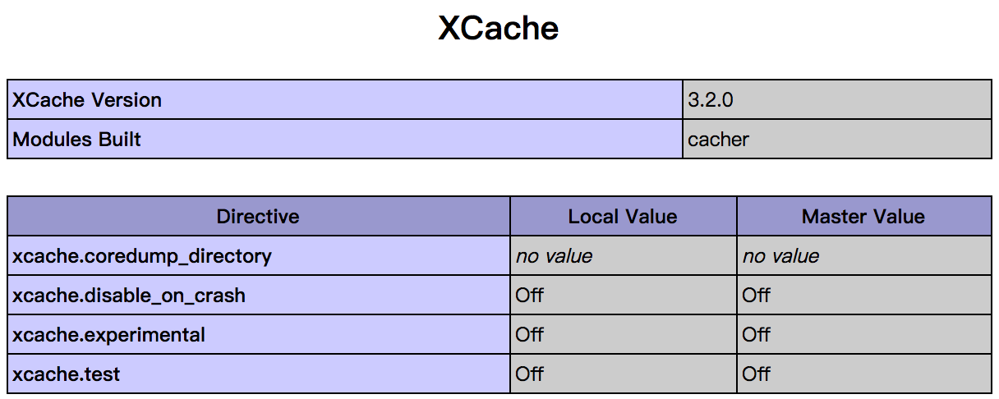 XCache
XCache Version 3.2.0
Modules Built cacher
Directive Local Value Master Value
xcache.coredump_directory no value no value
xcache.disable_on_crash Off Off
xcache.experimental Off Off
xcache.test Off Off